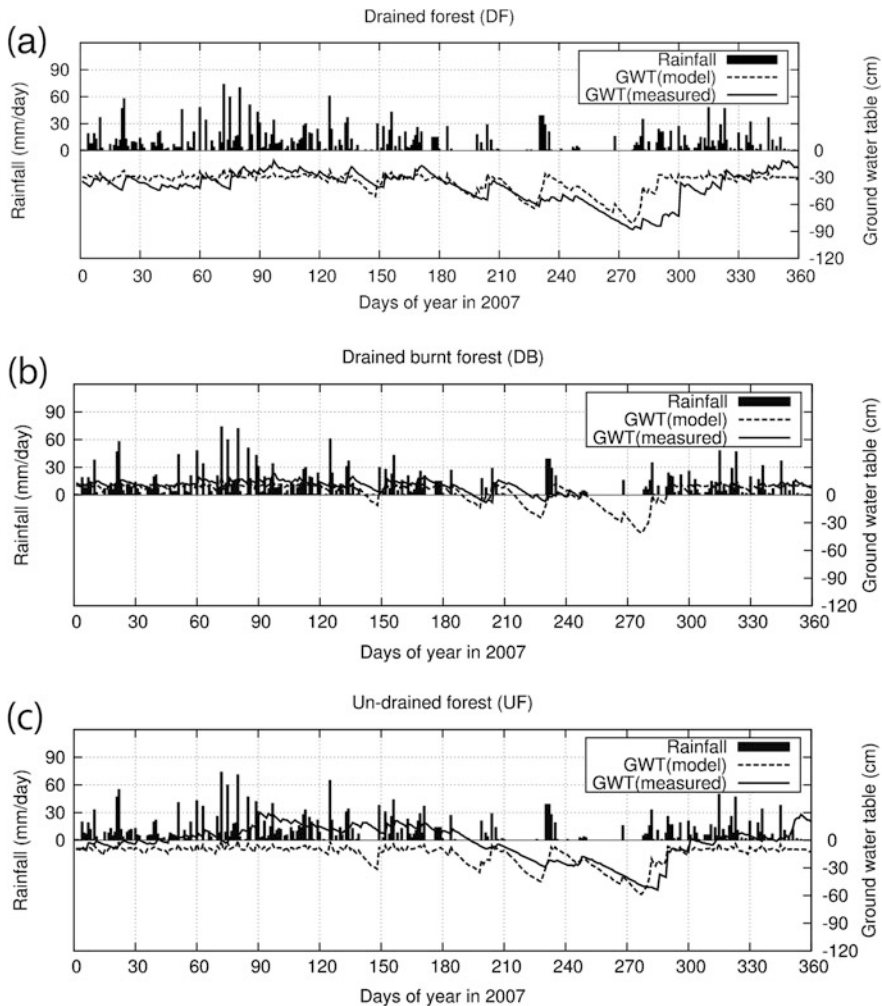 (a)
Drained forest (DF)
Rainfall
GWT(model)
GWT(measured)
Rainfall (mm/day)
90
60
30
0
Ground water table (cm)
0
-30
-60
-90
-120
0 30 60 90 120 150 180 210 240 270 300 330 360
Days of year in 2007
(b)
Drained burnt forest (DB)
Rainfall
GWT(model)
GWT(measured)
Rainfall (mm/day)
90
60
30
0
Ground water table (cm)
0
-30
-60
-90
-120
0 30 60 90 120 150 180 210 240 270 300 330 360
Days of year in 2007
(c)
Un-drained forest (UF)
Rainfall
GWT(model)
GWT(measured)
Rainfall (mm/day)
90
60
30
0
Ground water table (cm)
0
-30
-60
-90
-120
0 30 60 90 120 150 180 210 240 270 300 330 360
Days of year in 2007